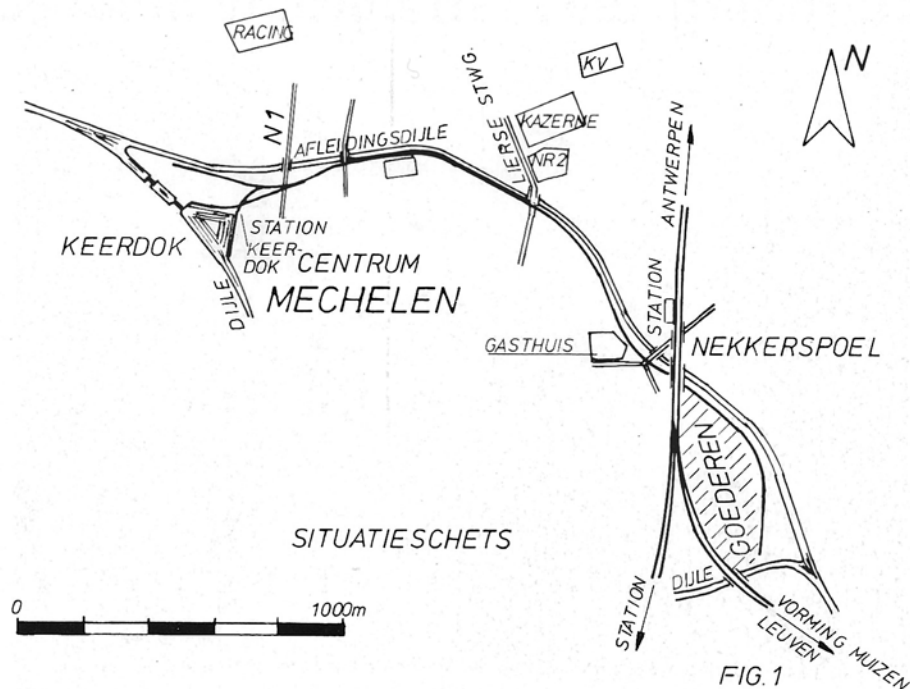 RACING
N
KV
LIERSE STWG.
KAZERNE
N1
AFLEIDINGSDIJLE
NR2
ANTWERPEN
KEERDOK
STATION
KEER-
DOK
CENTRUM
MECHELEN
DIJLE
STATION
GASTHUIS
NEKKERSPOEL
GOEDEREN
SITUATIESCHETS
DIJLE
0 1000m
STATION
VORMING MUIZEN
LEUVEN
FIG.1